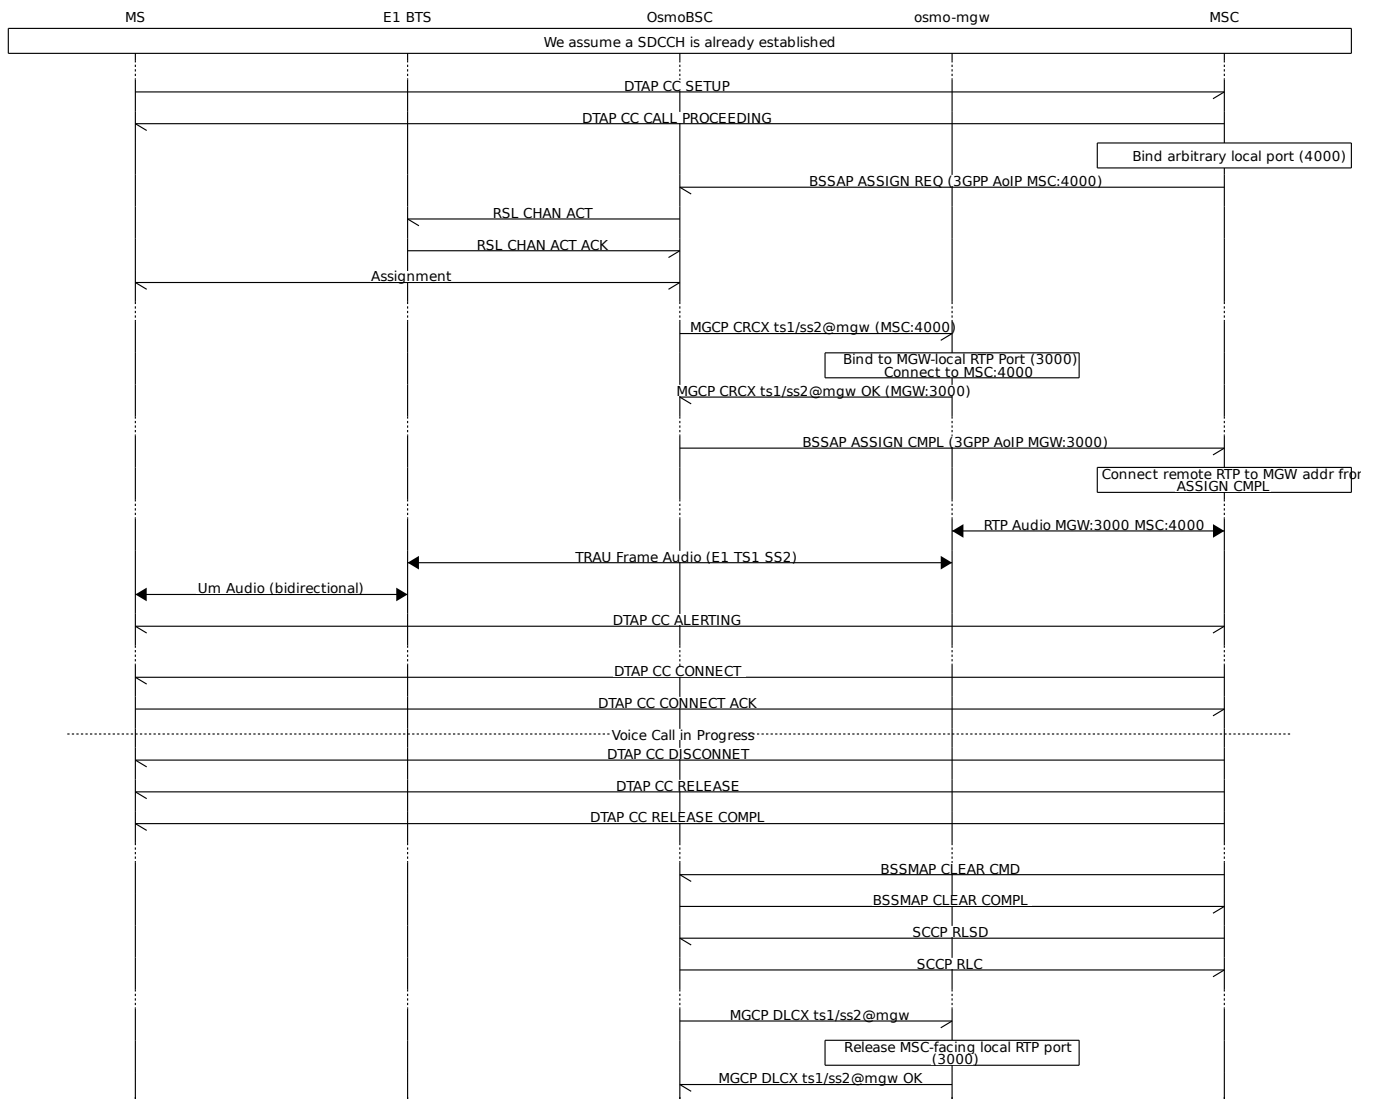 MS E1 BTS OsmoBSC osmo-mgw MSC
We assume a SDCCH is already established
DTAP CC SETUP
DTAP CC CALL PROCEEDING
Bind arbitrary local port (4000)
BSSAP ASSIGN REQ (3GPP AoIP MSC:4000)
RSL CHAN ACT
RSL CHAN ACT ACK
Assignment
MGCP CRCX ts1/ss2@mgw (MSC:4000)
Bind to MGW-local RTP Port (3000)
Connect to MSC:4000
MGCP CRCX ts1/ss2@mgw OK (MGW:3000)
BSSAP ASSIGN CMPL (3GPP AoIP MGW:3000)
Connect remote RTP to MGW addr fror
ASSIGN CMPL
RTP Audio MGW:3000 MSC:4000
TRAU Frame Audio (E1 TS1 SS2)
Um Audio (bidirectional)
DTAP CC ALERTING
DTAP CC CONNECT
DTAP CC CONNECT ACK
Voice Call in Progress
DTAP CC DISCONNET
DTAP CC RELEASE
DTAP CC RELEASE COMPL
BSSMAP CLEAR CMD
BSSMAP CLEAR COMPL
SCCP RLSD
SCCP RLC
MGCP DLCX ts1/ss2@mgw
Release MSC-facing local RTP port
(3000)
MGCP DLCX ts1/ss2@mgw OK